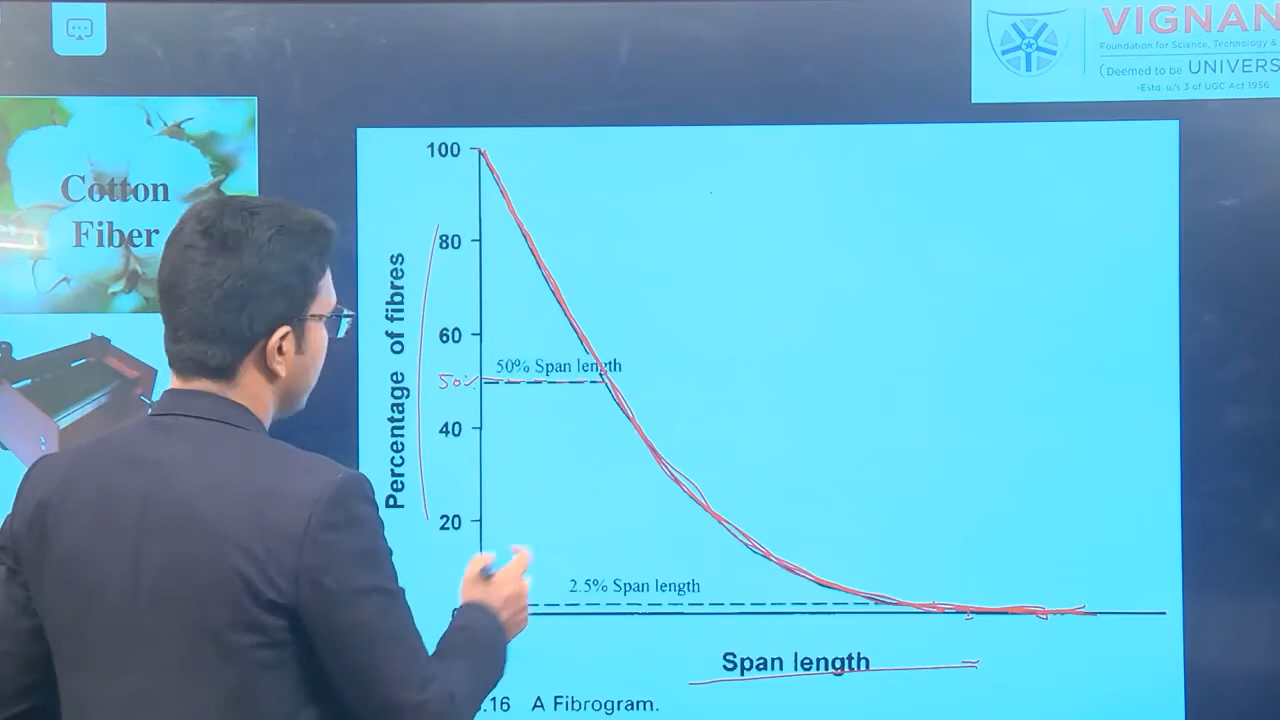 VIGNAN
Foundation for Science, Technology &
(Deemed to be UNIVERS
-Estd. u/s 3 of UGC Act 1956
Cotton
Fiber
100
80
60
50% Span length
50%
40
20
2.5% Span length
0
Percentage of fibres
Span length
.16 A Fibrogram.